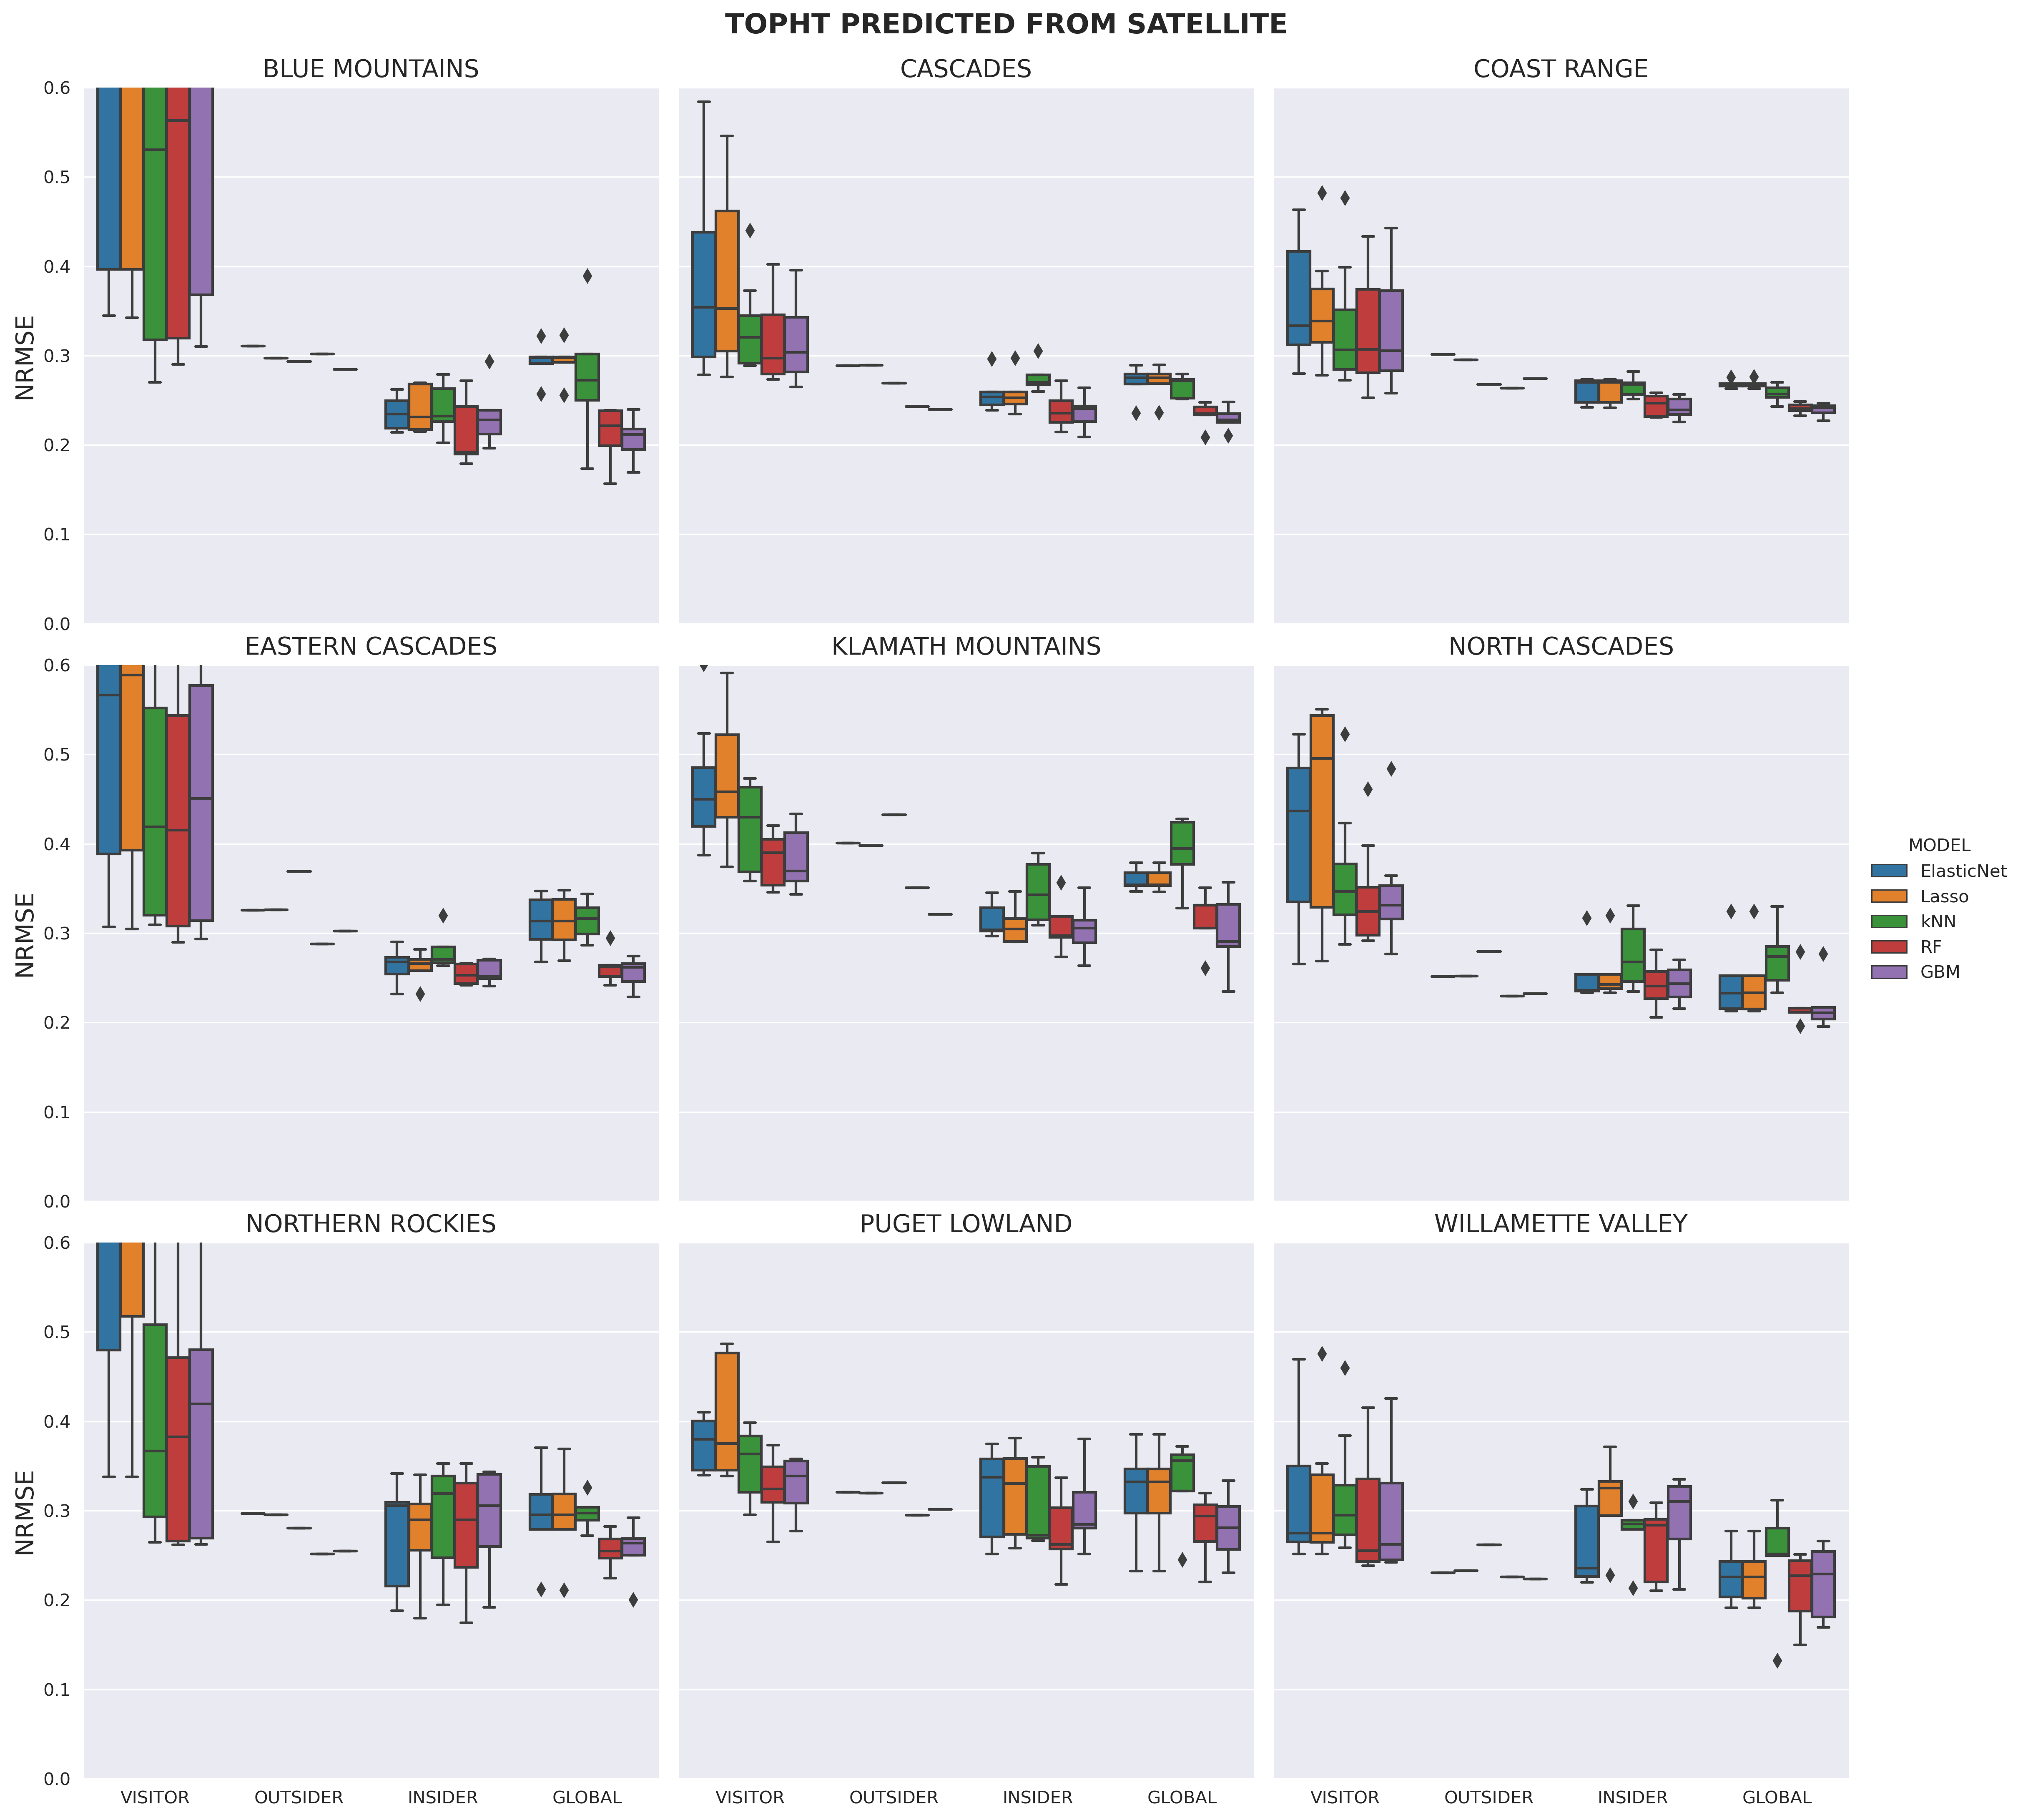 TOPHT PREDICTED FROM SATELLITE
BLUE MOUNTAINS
CASCADES
COAST RANGE
0.6
0.5
0.4
0.3
0.2
0.1
0.0
NRMSE
EASTERN CASCADES
KLAMATH MOUNTAINS
NORTH CASCADES
0.6
0.5
0.4
0.3
0.2
0.1
0.0
NRMSE
MODEL
ElasticNet
Lasso
kNN
RF
GBM
NORTHERN ROCKIES
PUGET LOWLAND
WILLAMETTE VALLEY
0.6
0.5
0.4
0.3
0.2
0.1
0.0
NRMSE
VISITOR OUTSIDER INSIDER GLOBAL
VISITOR OUTSIDER INSIDER GLOBAL
VISITOR OUTSIDER INSIDER GLOBAL